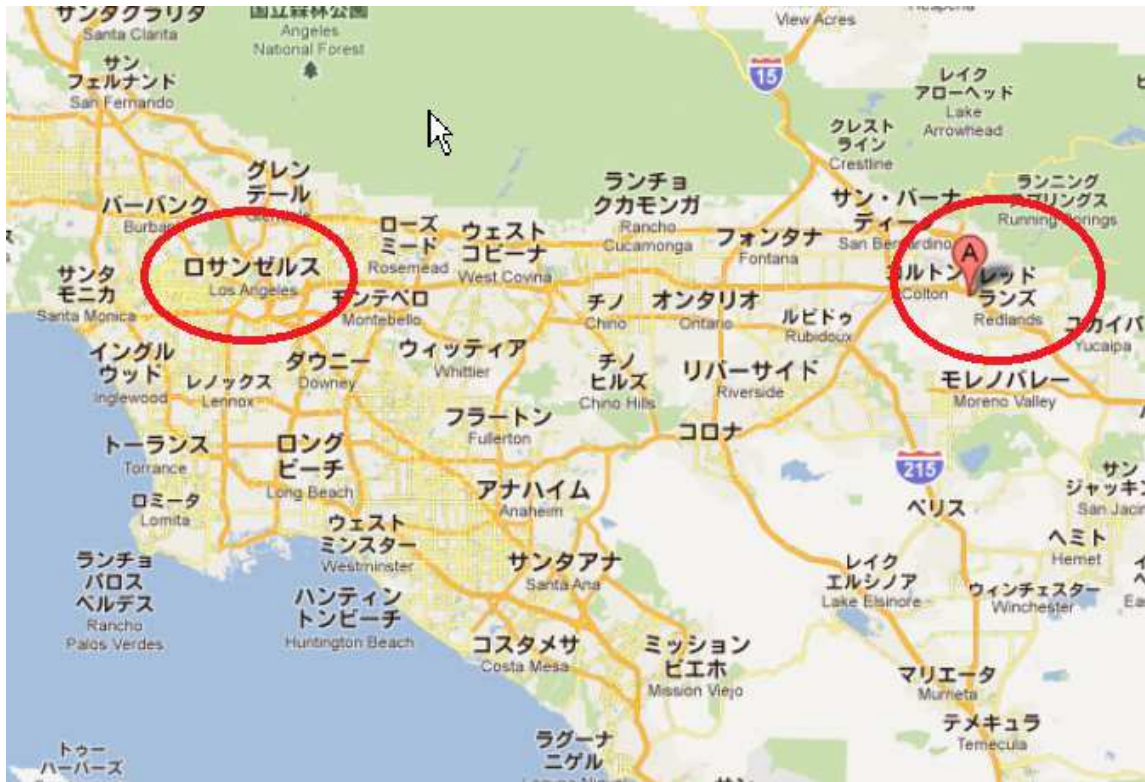 サンタクラリタ
Santa Clarita
国立森林公園
Angeles
National Forest
View Acres
サン
フェルナンド
San Fernando
15
レイク
アローヘッド
Lake
Arrowhead
クレスト
ライン
Crestline
グレン
デール
Glendale
バーバンク
Burbank
ローズ
ミード
Rosemead
ウェスト
コビーナ
West Covina
ランチョ
クカモンガ
Rancho
Cucamonga
フォンタナ
Fontana
サン・バーナ
ディーノ
San Bernardino
ランニング
スプリングス
Running Springs
A
サンタ
モニカ
Santa Monica
ロサンゼルス
Los Angeles
モンテベロ
Montebello
チノ
Chino
オンタリオ
Ontario
ルビドゥ
Rubidoux
コルトン
Colton
レッド
ランズ
Redlands
ユカイパ
Yucaipa
イングル
ウッド
Inglewood
レノックス
Lennox
ダウニー
Downey
ウィッティア
Whittier
チノ
ヒルズ
Chino Hills
リバーサイド
Riverside
モレノバレー
Moreno Valley
フラートン
Fullerton
コロナ
トーランス
Torrance
ロング
ビーチ
Long Beach
215
ロミータ
Lomita
アナハイム
Anaheim
ペリス
サン
ジャッキン
San Jacin
ウェスト
ミンスター
Westminster
ヘミト
Hemet
ランチョ
パロス
ベルデス
Rancho
Palos Verdes
サンタアナ
Santa Ana
レイク
エルシノア
Lake Elsinore
ウィンチェスター
Winchester
ハンティン
トンビーチ
Huntington Beach
コスタメサ
Costa Mesa
ミッション
ビエホ
Mission Viejo
マリエータ
Murrieta
テメキュラ
Temecula
ラグーナ
ニゲル
トゥー
ハーバーズ